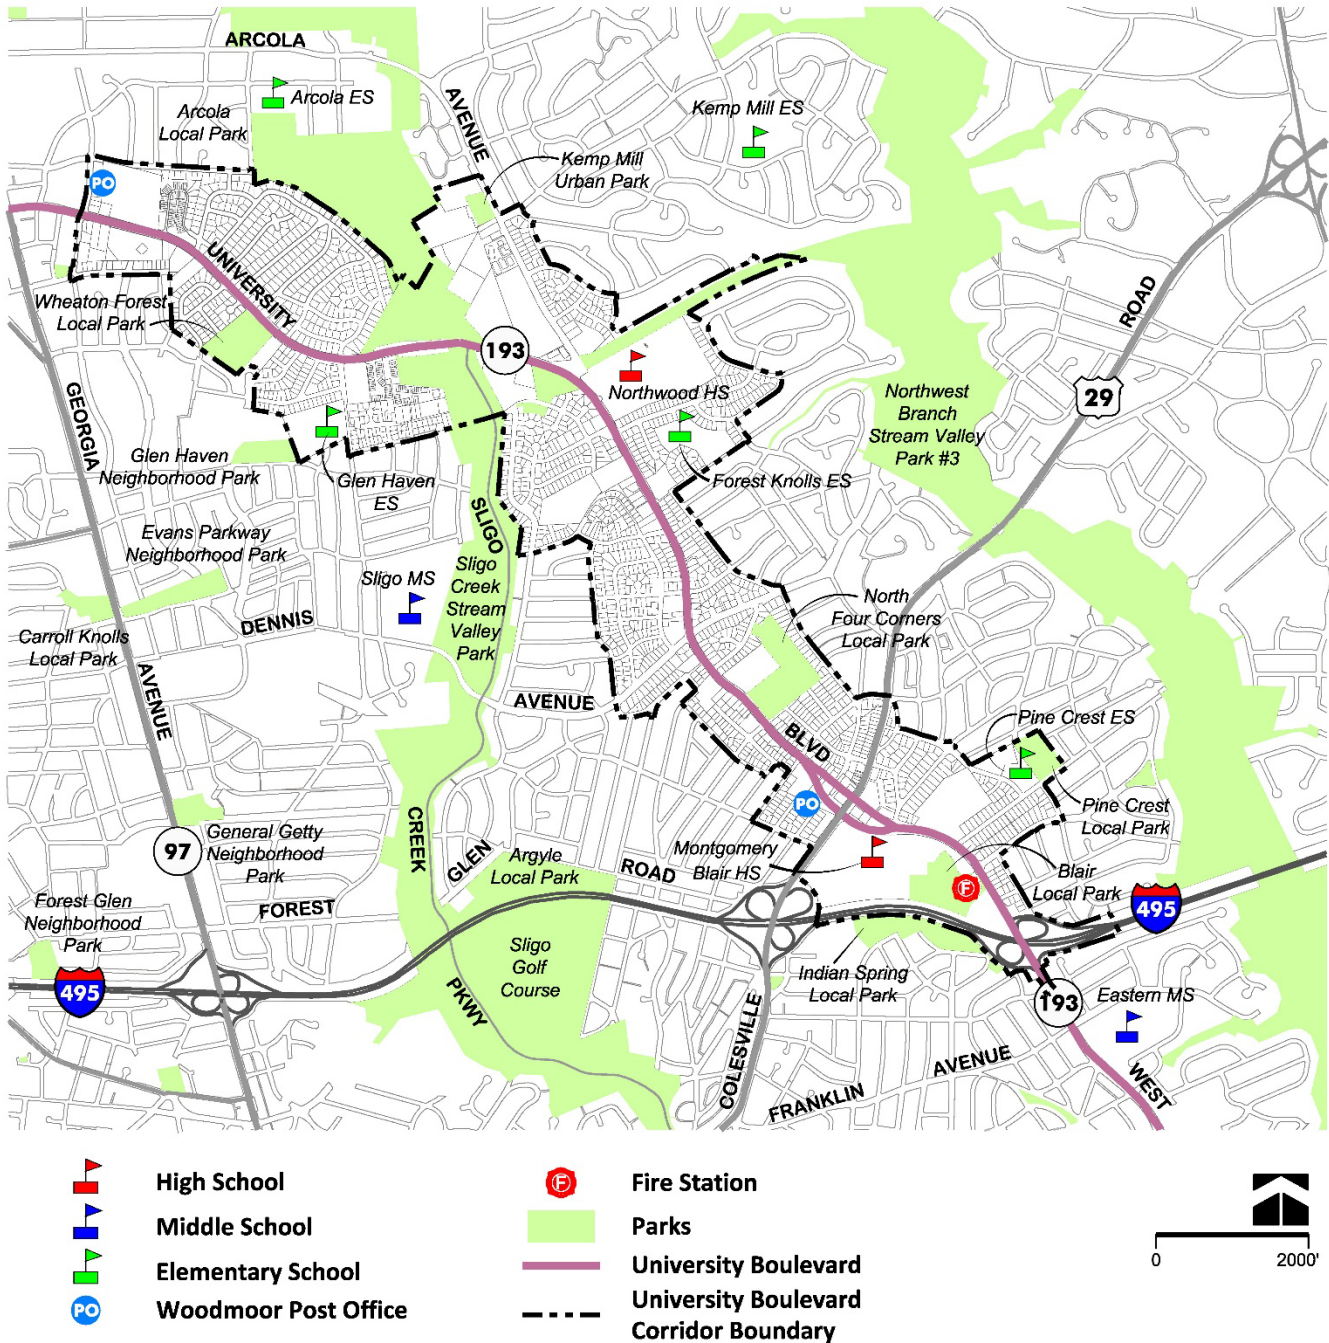 ARCOLA
Arcola ES
Arcola
Local Park
AVENUE
Kemp Mill ES
Kemp Mill
Urban Park
PO
UNIVERSITY
Wheaton Forest
Local Park
193
ROAD
29
GEORGIA
Northwood HS
Northwest
Branch
Stream Valley
Park #3
Glen Haven
Neighborhood Park
Glen Haven
ES
Forest Knolls ES
SLIGO
Evans Parkway
Neighborhood Park
Sligo MS
Sligo
Creek
Stream
Valley
Park
DENNIS
North
Four Corners
Local Park
Carroll Knolls
Local Park
AVENUE
AVENUE
BLVD
Pine Crest ES
PO
Pine Crest
Local Park
CREEK
GLEN
97
General Getty
Neighborhood
Park
Argyle
Local Park
ROAD
Montgomery
Blair HS
Blair
Local Park
F
Forest Glen
Neighborhood
Park
FOREST
495
495
Sligo
Golf
Course
Indian Spring
Local Park
193
Eastern MS
PKWY
COLESVILLE
FRANKLIN
AVENUE
WEST
High School
Middle School
Elementary School
PO
Woodmoor Post Office
F
Fire Station
Parks
University Boulevard
University Boulevard
Corridor Boundary
0
2000'